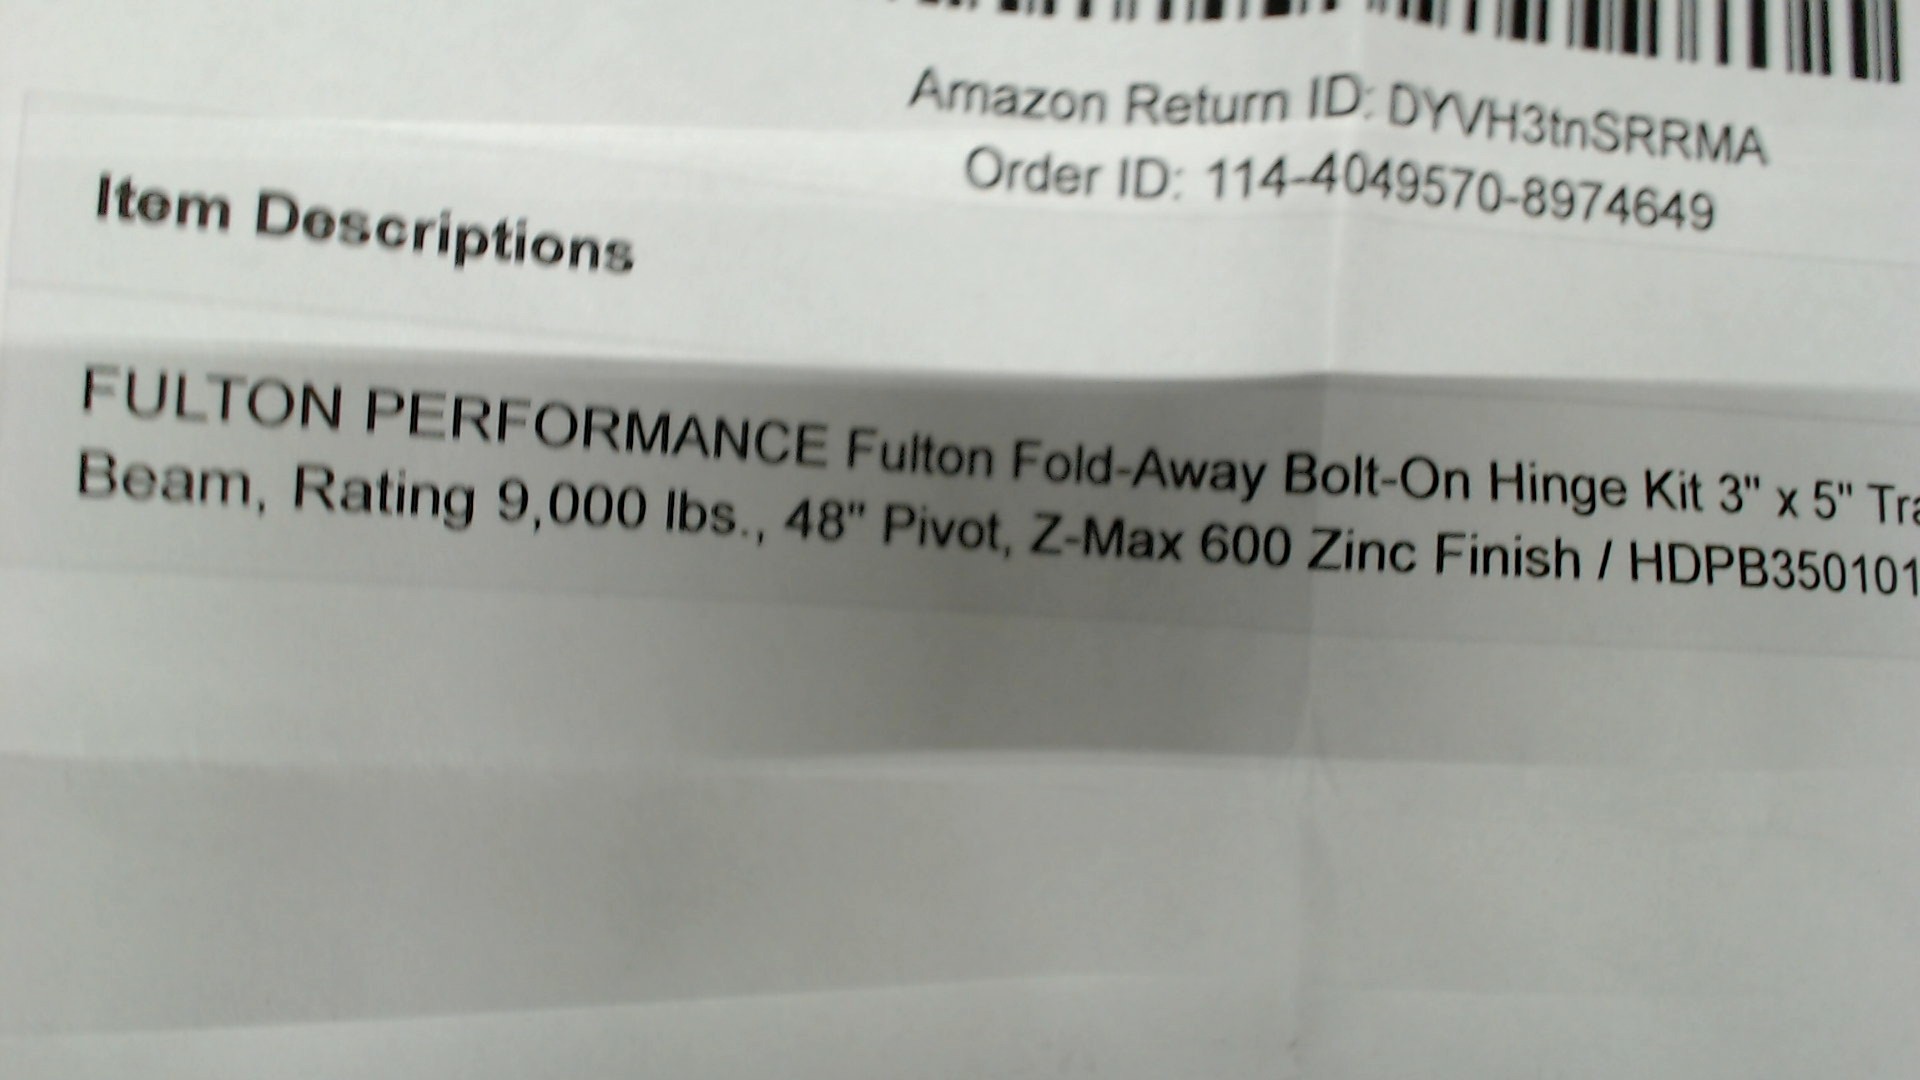 Amazon Return ID: DYVH3tnSRRMA
Order ID: 114-4049570-8974649
Item Descriptions
FULTON PERFORMANCE Fulton Fold-Away Bolt-On Hinge Kit 3" x 5"
Beam, Rating 9,000 lbs., 48" Pivot, Z-Max 600 Zinc Finish / HDPB350101